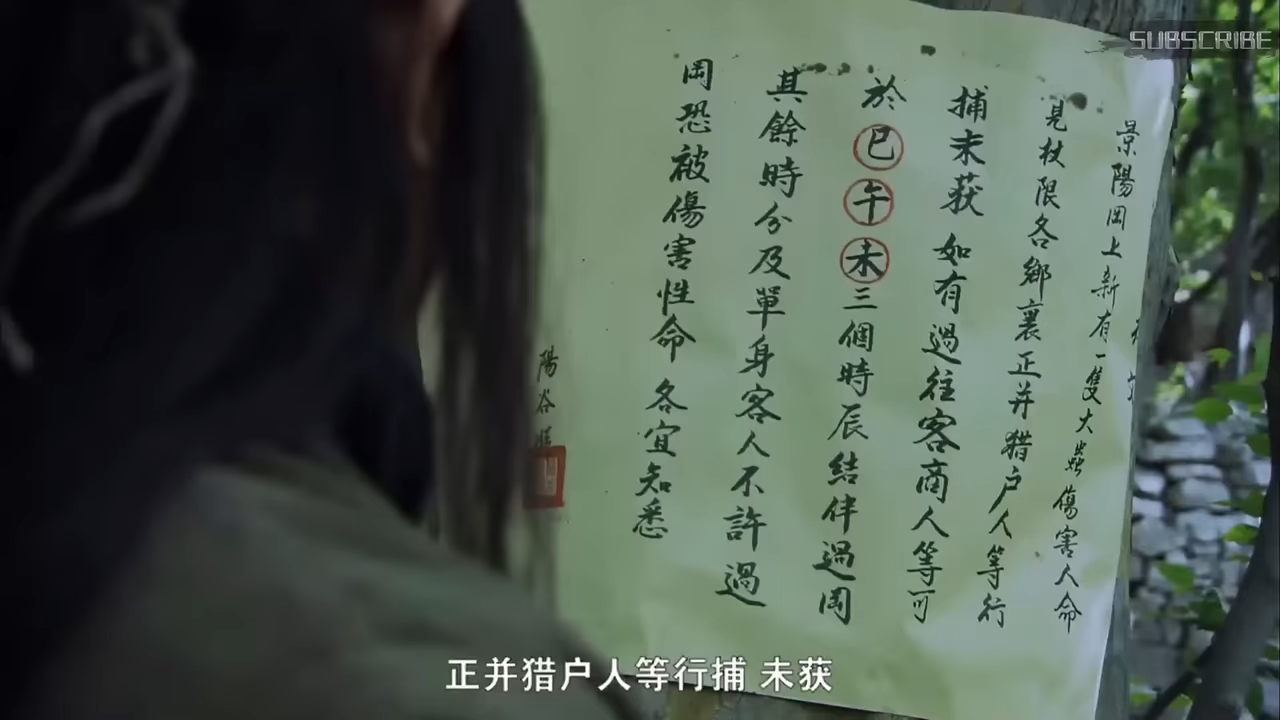 SUBSCRIBE
景陽岡上新有一隻大蟲傷害人命
見杖限各鄉裏正并猎户人等行
捕未获 如有過往客商人等可
於巳午未三個時辰結伴過岡
其餘時分及單身客人不許過
岡恐被傷害性命 各宜知悉
陽谷
正并猎户人等行捕 未获